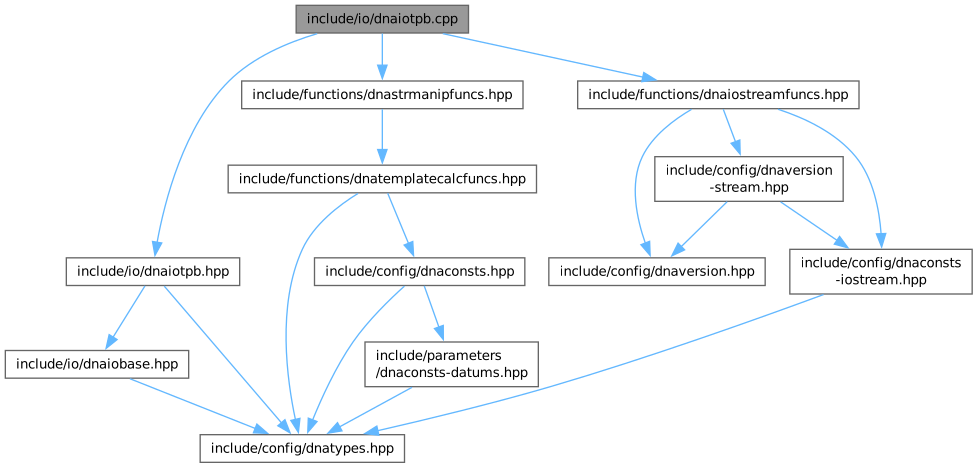 include/io/dnaiotpb.cpp
include/functions/dnastrmanipfuncs.hpp
include/functions/dnaiostreamfuncs.hpp
include/functions/dnatemplatecalcfuncs.hpp
include/config/dnaversion
-stream.hpp
include/io/dnaiotpb.hpp
include/config/dnaconsts.hpp
include/config/dnaversion.hpp
include/config/dnaconsts
-iostream.hpp
include/io/dnaiobase.hpp
include/parameters
/dnaconsts-datums.hpp
include/config/dnatypes.hpp